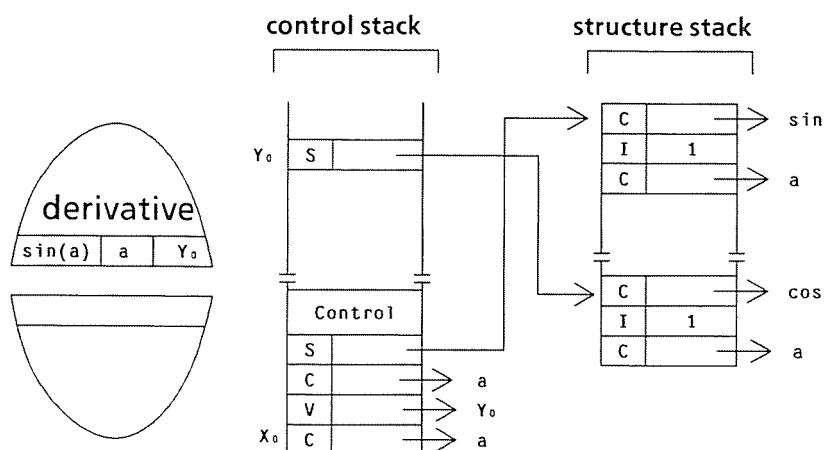 control stack
structure stack
C sin
Y₀ S
I 1
C a
derivative
sin(a) a Y₀
C cos
Control
I 1
S
C a
C a
V Y₀
X₀ C a